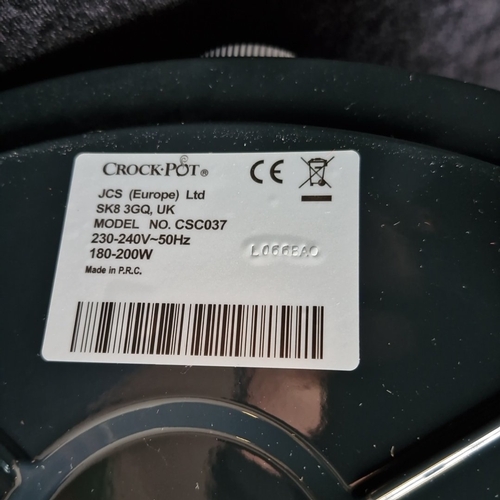 CROCK·POT®
JCS (Europe) Ltd
SK8 3GQ, UK
MODEL NO. CSC037
230-240V~50Hz
180-200W
Made in P.R.C.
CE